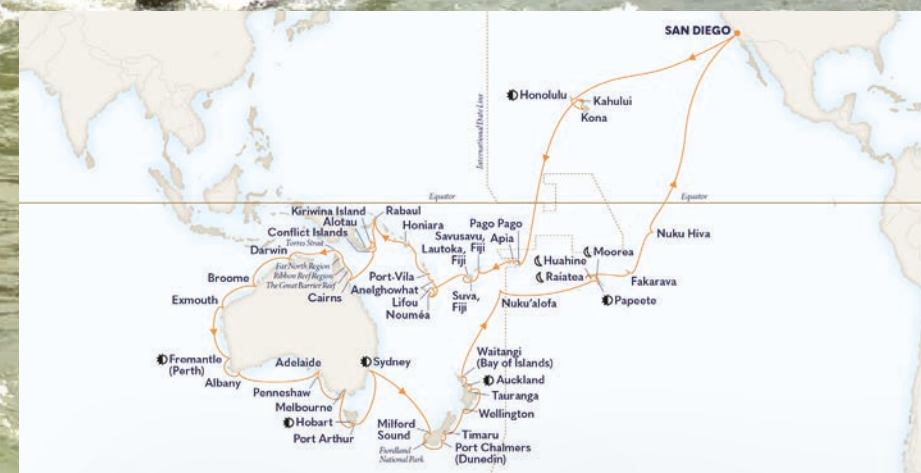 SAN DIEGO
Honolulu
Kahului
Kona
International Date Line
Equator
Equator
Kiriwina Island
Rabaul
Alotau
Honiara
Conflict Islands
Torres Strait
Darwin
Pago Pago
Apia
Savusavu,
Fiji
Lautoka,
Fiji
Suva,
Fiji
Nuku Hiva
Moorea
Huahine
Raiatea
Fakarava
Papeete
Nuku'alofa
Far North Region
Ribbon Reef Region
The Great Barrier Reef
Cairns
Port-Vila
Anelghowhat
Lifou
Nouméa
Broome
Exmouth
Fremantle
(Perth)
Albany
Adelaide
Penneshaw
Melbourne
Hobart
Port Arthur
Sydney
Waitangi
(Bay of Islands)
Auckland
Tauranga
Wellington
Milford
Sound
Fiordland
National Park
Timaru
Port Chalmers
(Dunedin)